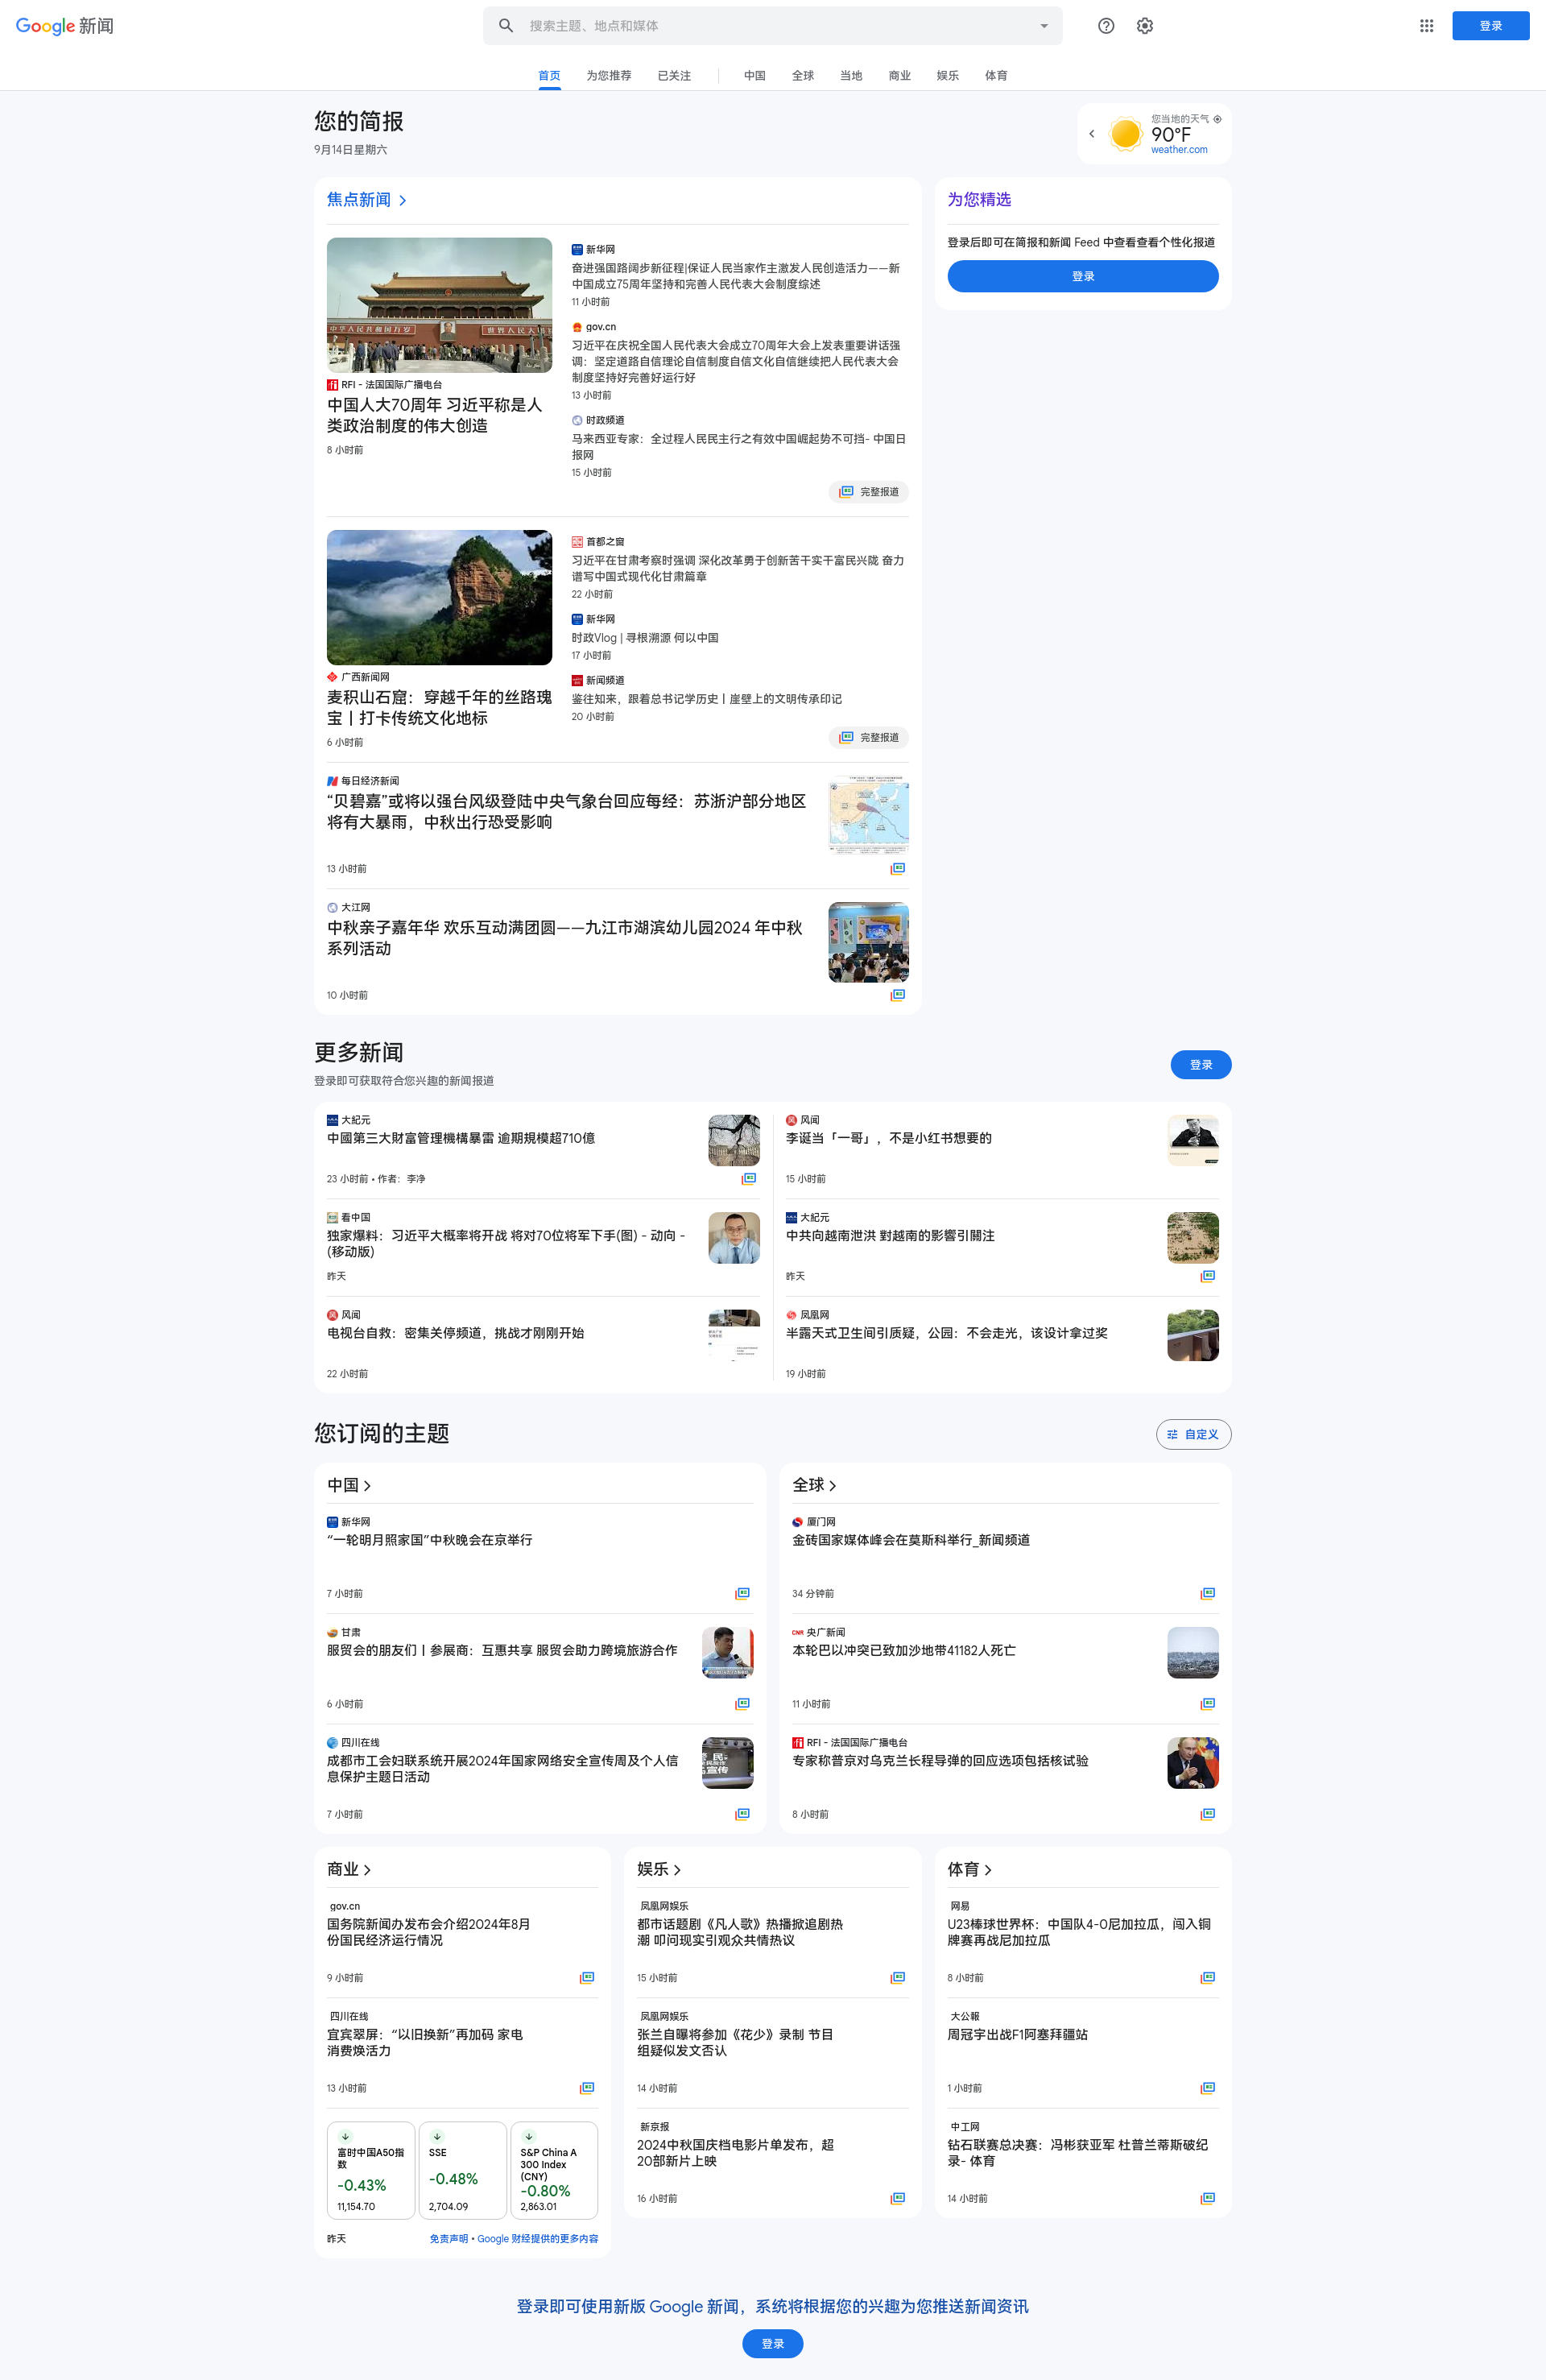 Google 新闻
搜索主题、地点和媒体
登录
首页 为您推荐 已关注 中国 全球 当地 商业 娱乐 体育
您的简报
9月14日星期六
您当地的天气
90°F
weather.com
焦点新闻
RFI - 法国国际广播电台
中国人大70周年 习近平称是人
类政治制度的伟大创造
8 小时前
新华网
奋进强国路阔步新征程|保证人民当家作主激发人民创造活力——新
中国成立75周年坚持和完善人民代表大会制度综述
11 小时前
gov.cn
习近平在庆祝全国人民代表大会成立70周年大会上发表重要讲话强
调：坚定道路自信理论自信制度自信文化自信继续把人民代表大会
制度坚持好完善好运行好
13 小时前
时政频道
马来西亚专家：全过程人民民主行之有效中国崛起势不可挡- 中国日
报网
15 小时前
完整报道
广西新闻网
麦积山石窟：穿越千年的丝路瑰
宝丨打卡传统文化地标
6 小时前
首都之窗
习近平在甘肃考察时强调 深化改革勇于创新苦干实干富民兴陇 奋力
谱写中国式现代化甘肃篇章
22 小时前
新华网
时政Vlog | 寻根溯源 何以中国
17 小时前
新闻频道
鉴往知来，跟着总书记学历史丨崖壁上的文明传承印记
20 小时前
完整报道
每日经济新闻
“贝碧嘉”或将以强台风级登陆中央气象台回应每经：苏浙沪部分地区
将有大暴雨，中秋出行恐受影响
13 小时前
大江网
中秋亲子嘉年华 欢乐互动满团圆——九江市湖滨幼儿园2024 年中秋
系列活动
10 小时前
为您精选
登录后即可在简报和新闻 Feed 中查看查看个性化报道
登录
更多新闻
登录即可获取符合您兴趣的新闻报道
登录
大紀元
中國第三大財富管理機構暴雷 逾期規模超710億
23 小时前 • 作者：李净
看中国
独家爆料：习近平大概率将开战 将对70位将军下手(图) - 动向 -
(移动版)
昨天
风闻
电视台自救：密集关停频道，挑战才刚刚开始
22 小时前
风闻
李诞当「一哥」，不是小红书想要的
15 小时前
大紀元
中共向越南泄洪 對越南的影響引關注
昨天
凤凰网
半露天式卫生间引质疑，公园：不会走光，该设计拿过奖
19 小时前
您订阅的主题
自定义
中国
新华网
“一轮明月照家国”中秋晚会在京举行
7 小时前
甘肃
服贸会的朋友们丨参展商：互惠共享 服贸会助力跨境旅游合作
6 小时前
四川在线
成都市工会妇联系统开展2024年国家网络安全宣传周及个人信
息保护主题日活动
7 小时前
全球
厦门网
金砖国家媒体峰会在莫斯科举行_新闻频道
34 分钟前
央广新闻
本轮巴以冲突已致加沙地带41182人死亡
11 小时前
RFI - 法国国际广播电台
专家称普京对乌克兰长程导弹的回应选项包括核试验
8 小时前
商业
gov.cn
国务院新闻办发布会介绍2024年8月
份国民经济运行情况
9 小时前
四川在线
宜宾翠屏：“以旧换新”再加码 家电
消费焕活力
13 小时前
富时中国A50指
数
-0.43%
11,154.70
SSE
-0.48%
2,704.09
S&P China A
300 Index
(CNY)
-0.80%
2,863.01
昨天
免责声明 • Google 财经提供的更多内容
娱乐
凤凰网娱乐
都市话题剧《凡人歌》热播掀追剧热
潮 叩问现实引观众共情热议
15 小时前
凤凰网娱乐
张兰自曝将参加《花少》录制 节目
组疑似发文否认
14 小时前
新京报
2024中秋国庆档电影片单发布，超
20部新片上映
16 小时前
体育
网易
U23棒球世界杯：中国队4-0尼加拉瓜，闯入铜
牌赛再战尼加拉瓜
8 小时前
大公報
周冠宇出战F1阿塞拜疆站
1 小时前
中工网
钻石联赛总决赛：冯彬获亚军 杜普兰蒂斯破纪
录- 体育
14 小时前
登录即可使用新版 Google 新闻，系统将根据您的兴趣为您推送新闻资讯
登录